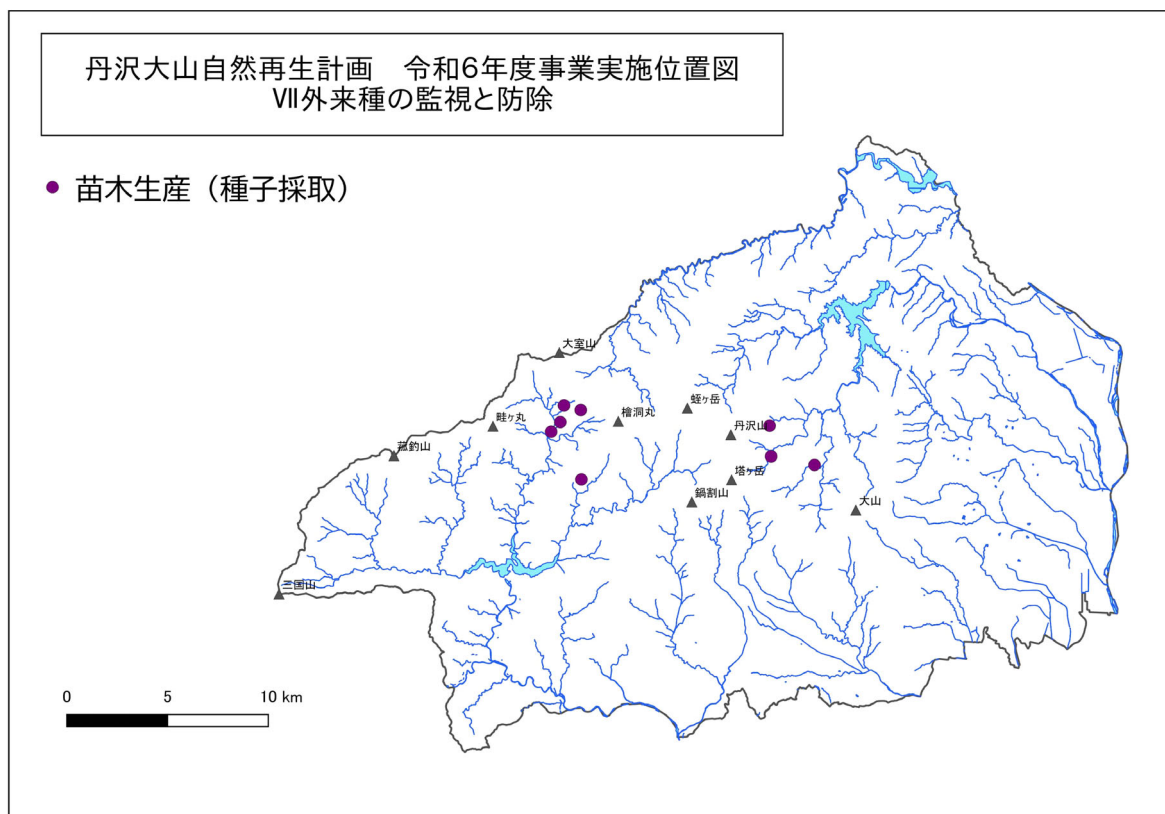 丹沢大山自然再生計画　令和6年度事業実施位置図
Ⅶ外来種の監視と防除
苗木生産（種子採取）
大室山
畦ヶ丸
檜洞丸
蛭ヶ岳
丹沢山
菰釣山
塔ヶ岳
鍋割山
大山
三国山
0 5 10 km